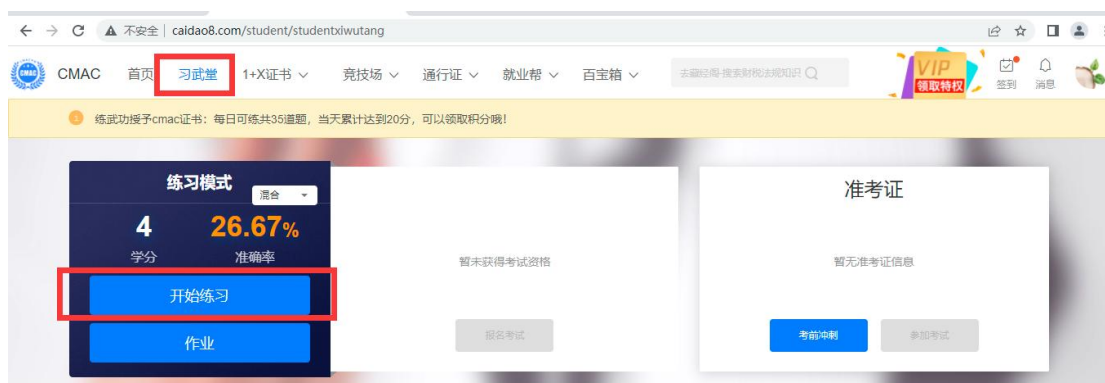 不安全 | caidao8.com/student/studentxiwutang
CMAC 首页 习武堂 1+X证书 竞技场 通行证 就业帮 百宝箱 去藏经阁-搜索财税法规知识 VIP 领取特权 签到 消息
练武功授予cmac证书：每日可练共35道题，当天累计达到20分，可以领取积分哦！
练习模式
混合
4 26.67%
学分 准确率
开始练习
作业
暂未获得考试资格
报名考试
准考证
暂无准考证信息
考前冲刺 参加考试